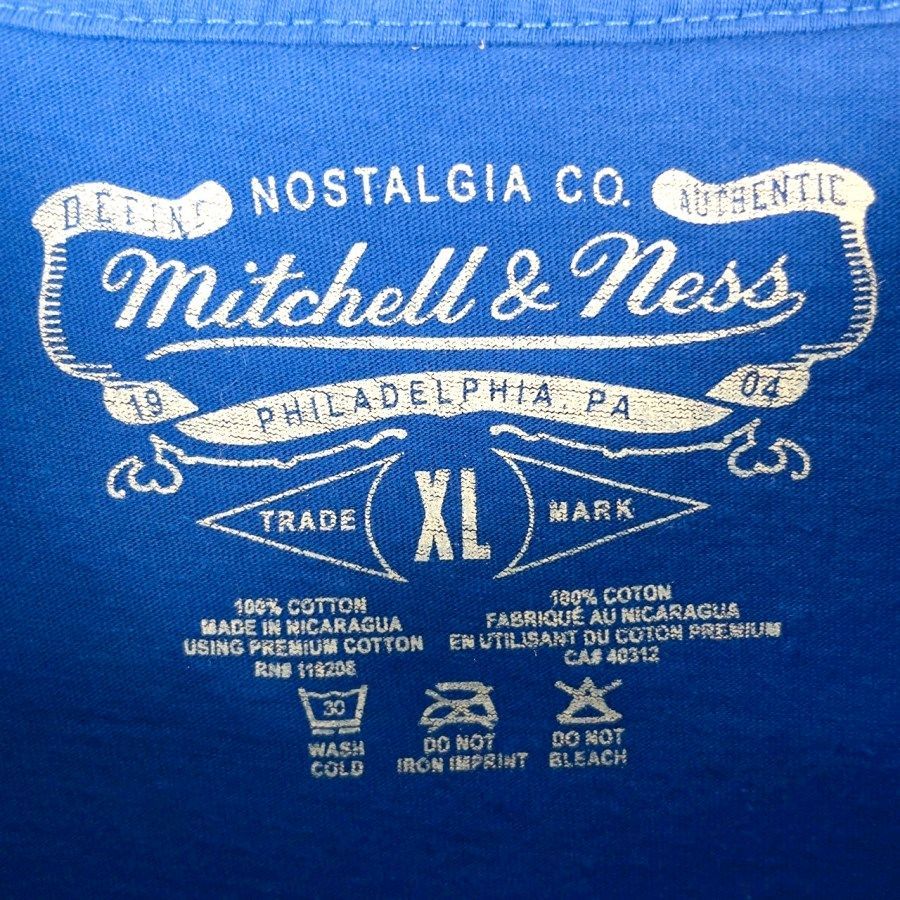 DEFINE NOSTALGIA CO. AUTHENTIC
Mitchell & Ness
19 PHILADELPHIA, PA 04
TRADE XL MARK
100% COTTON
MADE IN NICARAGUA
USING PREMIUM COTTON
RN# 118208
100% COTON
FABRIQUÉ AU NICARAGUA
EN UTILISANT DU COTON PREMIUM
CA# 40312
30
WASH
COLD
DO NOT
IRON IMPRINT
DO NOT
BLEACH